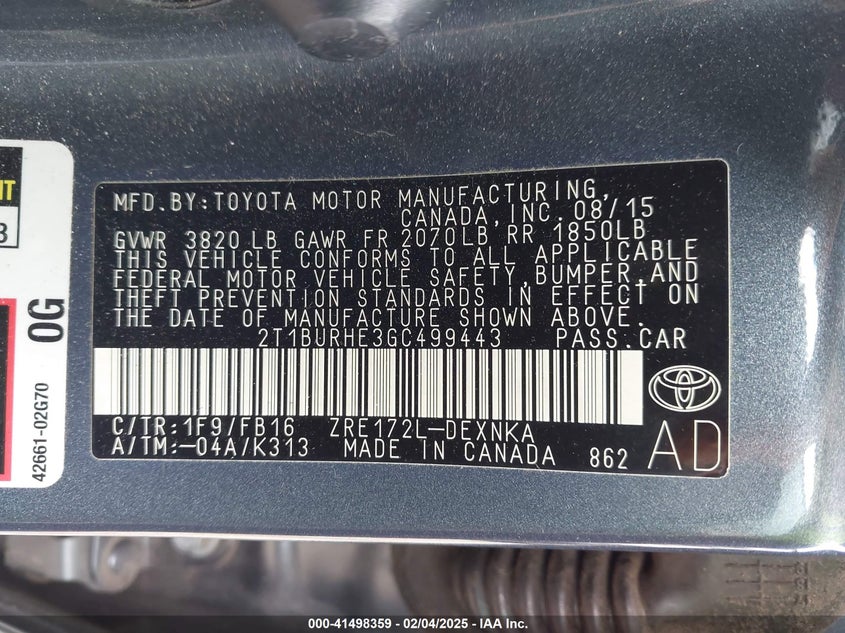 MFD.BY:TOYOTA MOTOR MANUFACTURING,
CANADA,INC. 08/15
GVWR 3820 LB GAWR FR 2070LB RR 1850LB
THIS VEHICLE CONFORMS TO ALL APPLICABLE
FEDERAL MOTOR VEHICLE SAFETY,BUMPER,AND
THEFT PREVENTION STANDARDS IN EFFECT ON
THE DATE OF MANUFACTURE SHOWN ABOVE.
2T1BURHE3GC499443 PASS.CAR
C/TR:1F9/FB16 ZRE172L-DEXNKA
A/TM:-04A/K313 MADE IN CANADA 862
AD
0G
42661-02G70
000-41498359 - 02/04/2025 - IAA Inc.